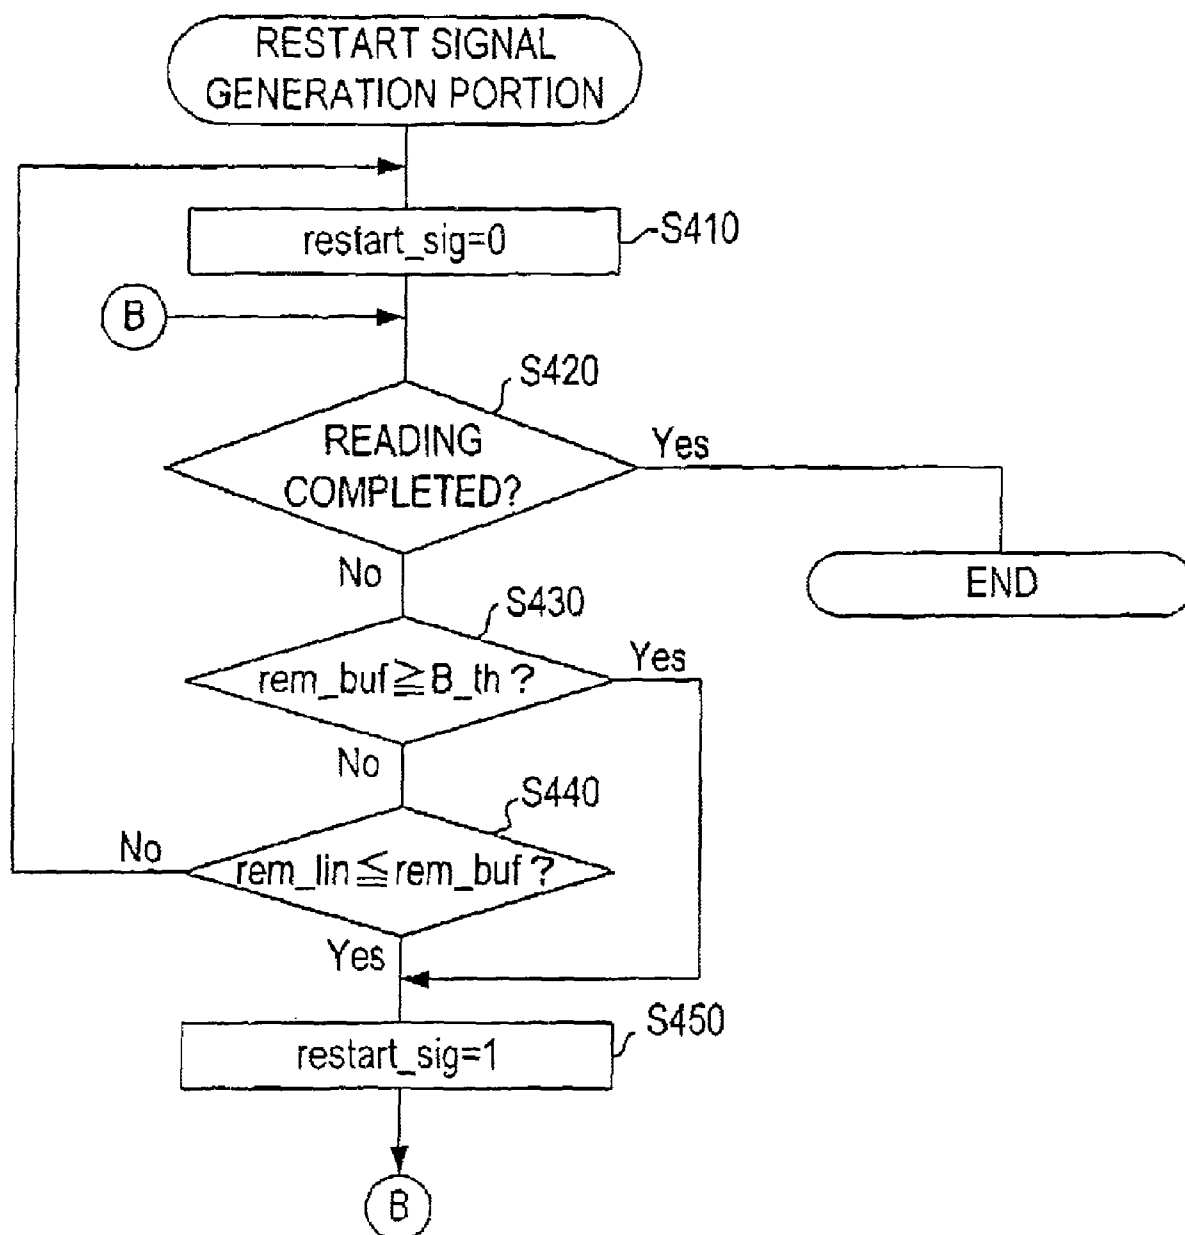 RESTART SIGNAL
GENERATION PORTION
restart_sig=0
S410
B
S420
READING
COMPLETED?
Yes
No
END
S430
rem_buf≧B_th ?
Yes
No
S440
rem_lin≦rem_buf ?
No
Yes
S450
restart_sig=1
B